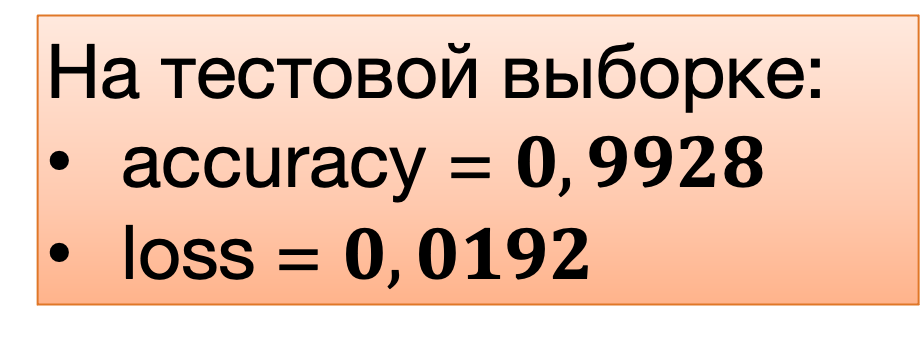 На тестовой выборке:
• accuracy = 0,9928
• loss = 0,0192